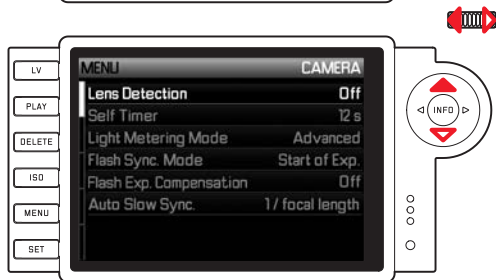 LV
PLAY
DELETE
ISO
MENU
SET
MENU CAMERA
Lens Detection Off
Self Timer 12 s
Light Metering Mode Advanced
Flash Sync. Mode Start of Exp.
Flash Exp. Compensation Off
Auto Slow Sync. 1/ focal length
INFO